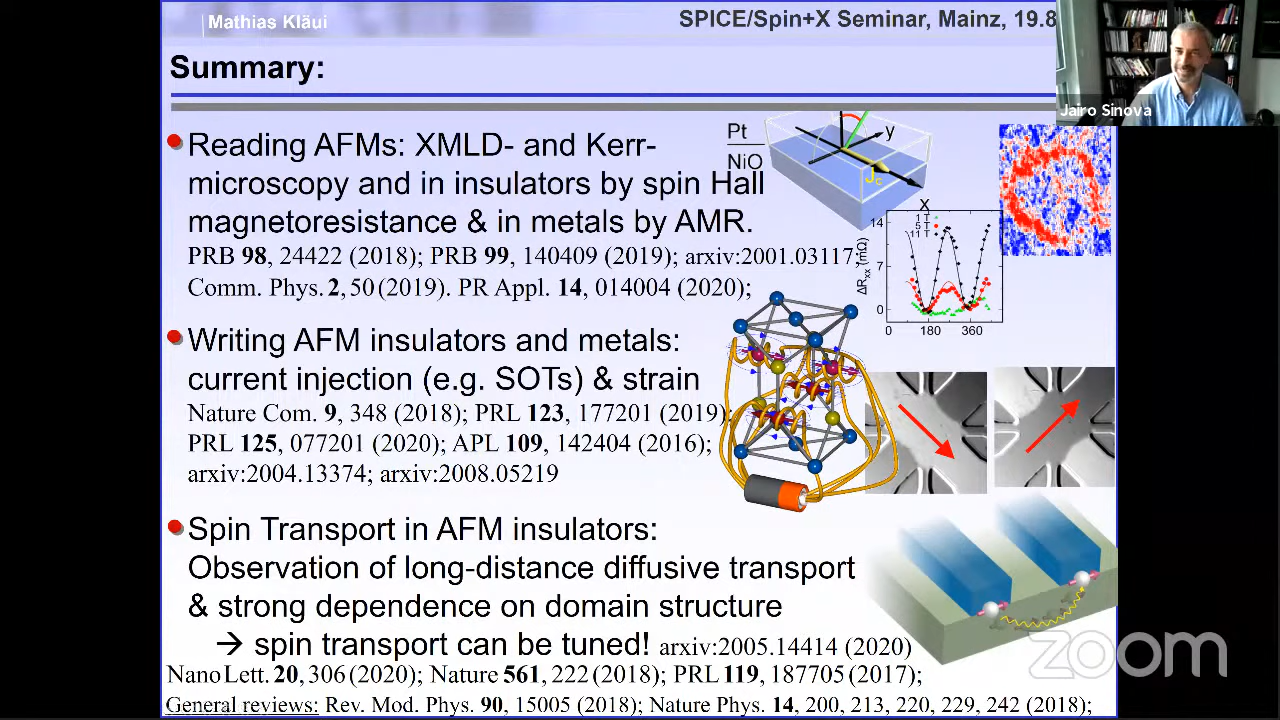 Mathias Kläui
SPICE/Spin+X Seminar, Mainz, 19.8
Jairo Sinova
Summary:
Reading AFMs: XMLD- and Kerr-
microscopy and in insulators by spin Hall
magnetoresistance & in metals by AMR.
PRB 98, 24422 (2018); PRB 99, 140409 (2019); arxiv:2001.03117;
Comm. Phys. 2, 50 (2019). PR Appl. 14, 014004 (2020);
Pt
NiO
y
Jc
X
1 T
5 T
11 T
ΔRxx (mΩ)
14
7
0
0 180 360
Writing AFM insulators and metals:
current injection (e.g. SOTs) & strain
Nature Com. 9, 348 (2018); PRL 123, 177201 (2019);
PRL 125, 077201 (2020); APL 109, 142404 (2016);
arxiv:2004.13374; arxiv:2008.05219
Spin Transport in AFM insulators:
Observation of long-distance diffusive transport
& strong dependence on domain structure
→ spin transport can be tuned! arxiv:2005.14414 (2020)
Nano Lett. 20, 306 (2020); Nature 561, 222 (2018); PRL 119, 187705 (2017);
General reviews: Rev. Mod. Phys. 90, 15005 (2018); Nature Phys. 14, 200, 213, 220, 229, 242 (2018);
zoom